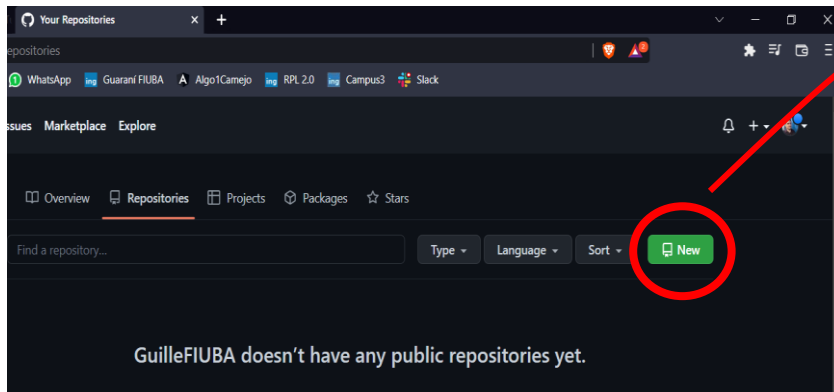 Your Repositories
epositories
2
WhatsApp Guaraní FIUBA Algo1Camejo RPL 2.0 Campus3 Slack
ssues Marketplace Explore
Overview Repositories Projects Packages Stars
Find a repository... Type Language Sort New
GuilleFIUBA doesn't have any public repositories yet.